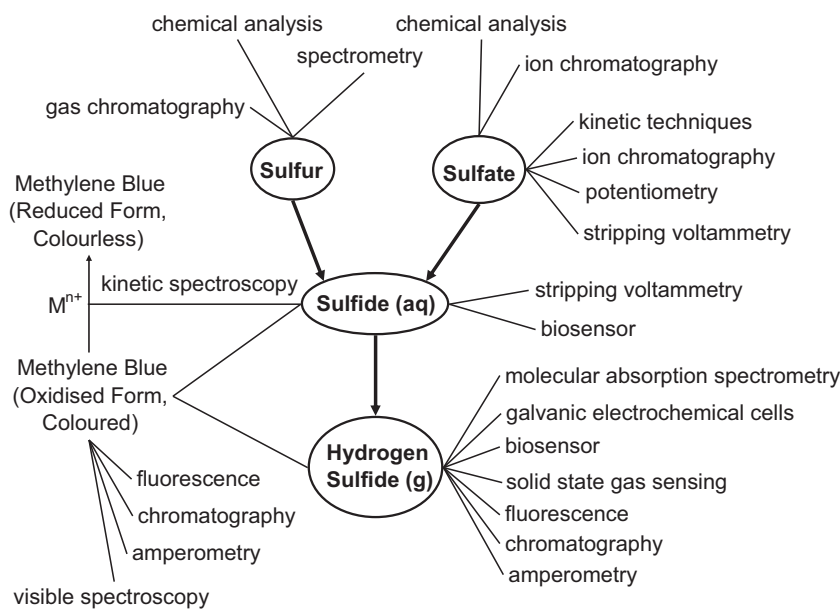 chemical analysis
spectrometry
gas chromatography
Sulfur
chemical analysis
ion chromatography
kinetic techniques
ion chromatography
potentiometry
stripping voltammetry
Sulfate
Methylene Blue
(Reduced Form,
Colourless)
kinetic spectroscopy
Mⁿ⁺
Sulfide (aq)
stripping voltammetry
biosensor
Methylene Blue
(Oxidised Form,
Coloured)
fluorescence
chromatography
amperometry
visible spectroscopy
Hydrogen
Sulfide (g)
molecular absorption spectrometry
galvanic electrochemical cells
biosensor
solid state gas sensing
fluorescence
chromatography
amperometry